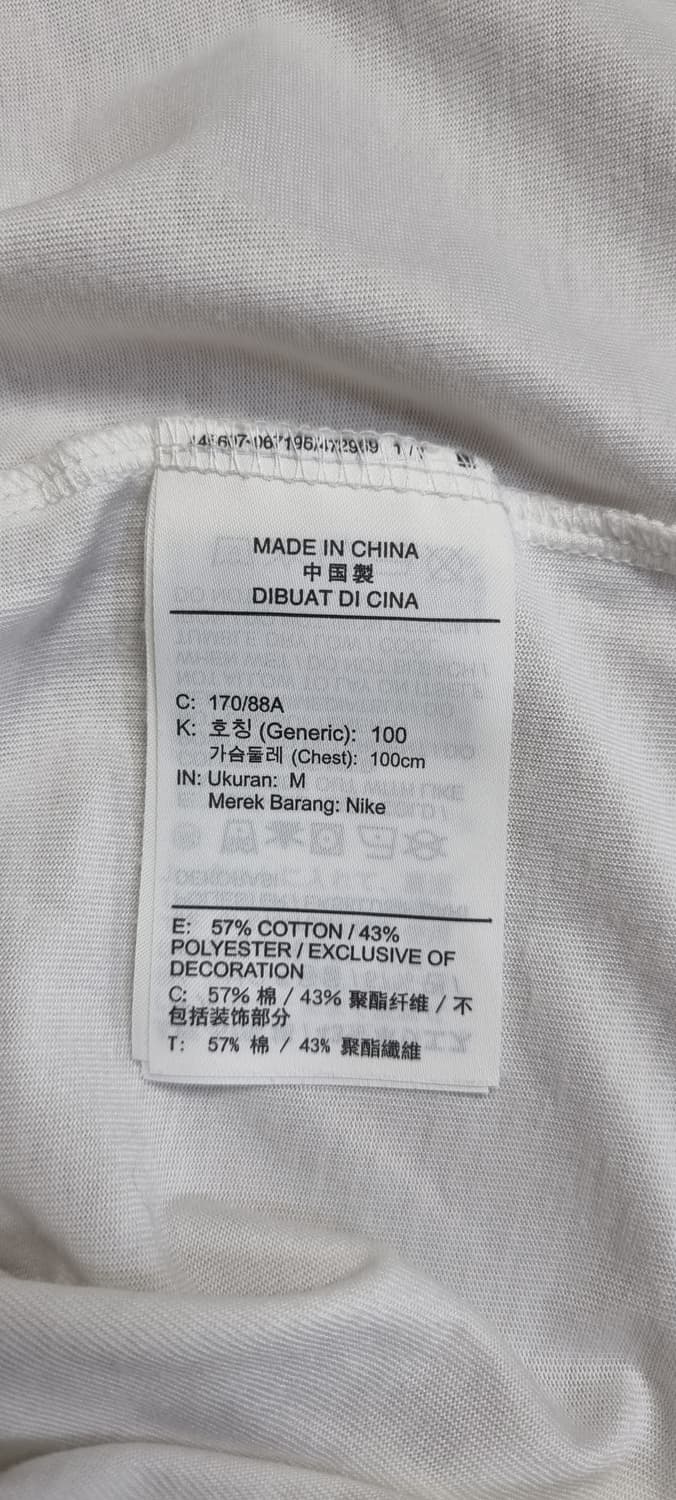 MADE IN CHINA
中国製
DIBUAT DI CINA
C: 170/88A
K: 호칭 (Generic): 100
가슴둘레 (Chest): 100cm
IN: Ukuran: M
Merek Barang: Nike
E: 57% COTTON / 43%
POLYESTER / EXCLUSIVE OF
DECORATION
C: 57% 棉 / 43% 聚酯纤维 / 不
包括装饰部分
T: 57% 棉 / 43% 聚酯纖維